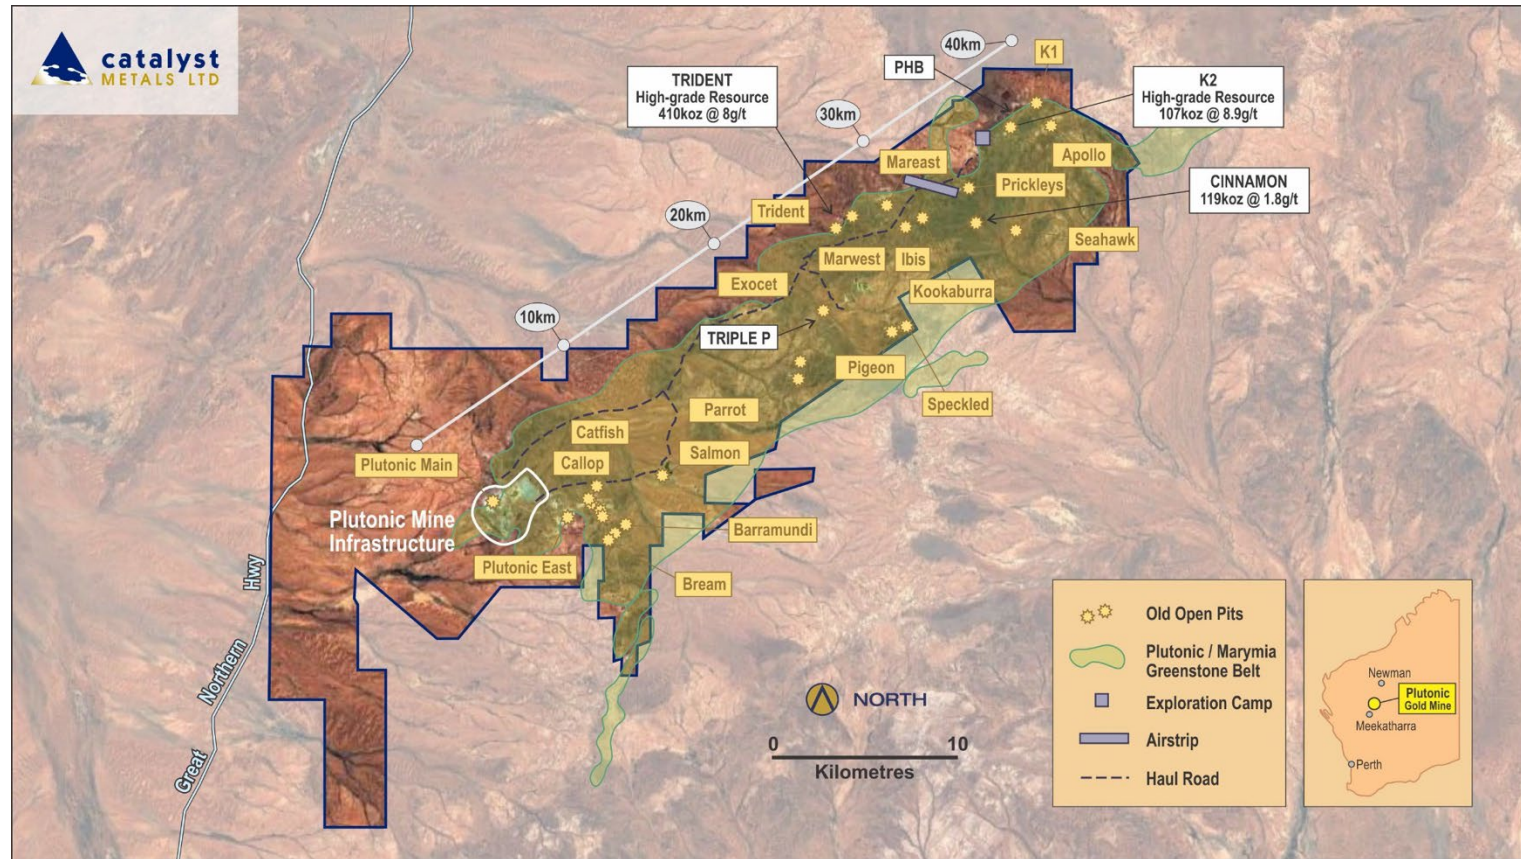 catalyst
METALS LTD
40km
K1
PHB
TRIDENT
High-grade Resource
410koz @ 8g/t
K2
High-grade Resource
107koz @ 8.9g/t
30km
Mareast
Apollo
Prickleys
CINNAMON
119koz @ 1.8g/t
Trident
20km
Seahawk
Marwest
Ibis
Exocet
Kookaburra
10km
TRIPLE P
Pigeon
Speckled
Parrot
Catfish
Salmon
Plutonic Main
Callop
Plutonic Mine
Infrastructure
Barramundi
Plutonic East
Bream
Great Northern Hwy
NORTH
0 10
Kilometres
Old Open Pits
Plutonic / Marymia
Greenstone Belt
Exploration Camp
Airstrip
Haul Road
Newman
Plutonic
Gold Mine
Meekatharra
Perth